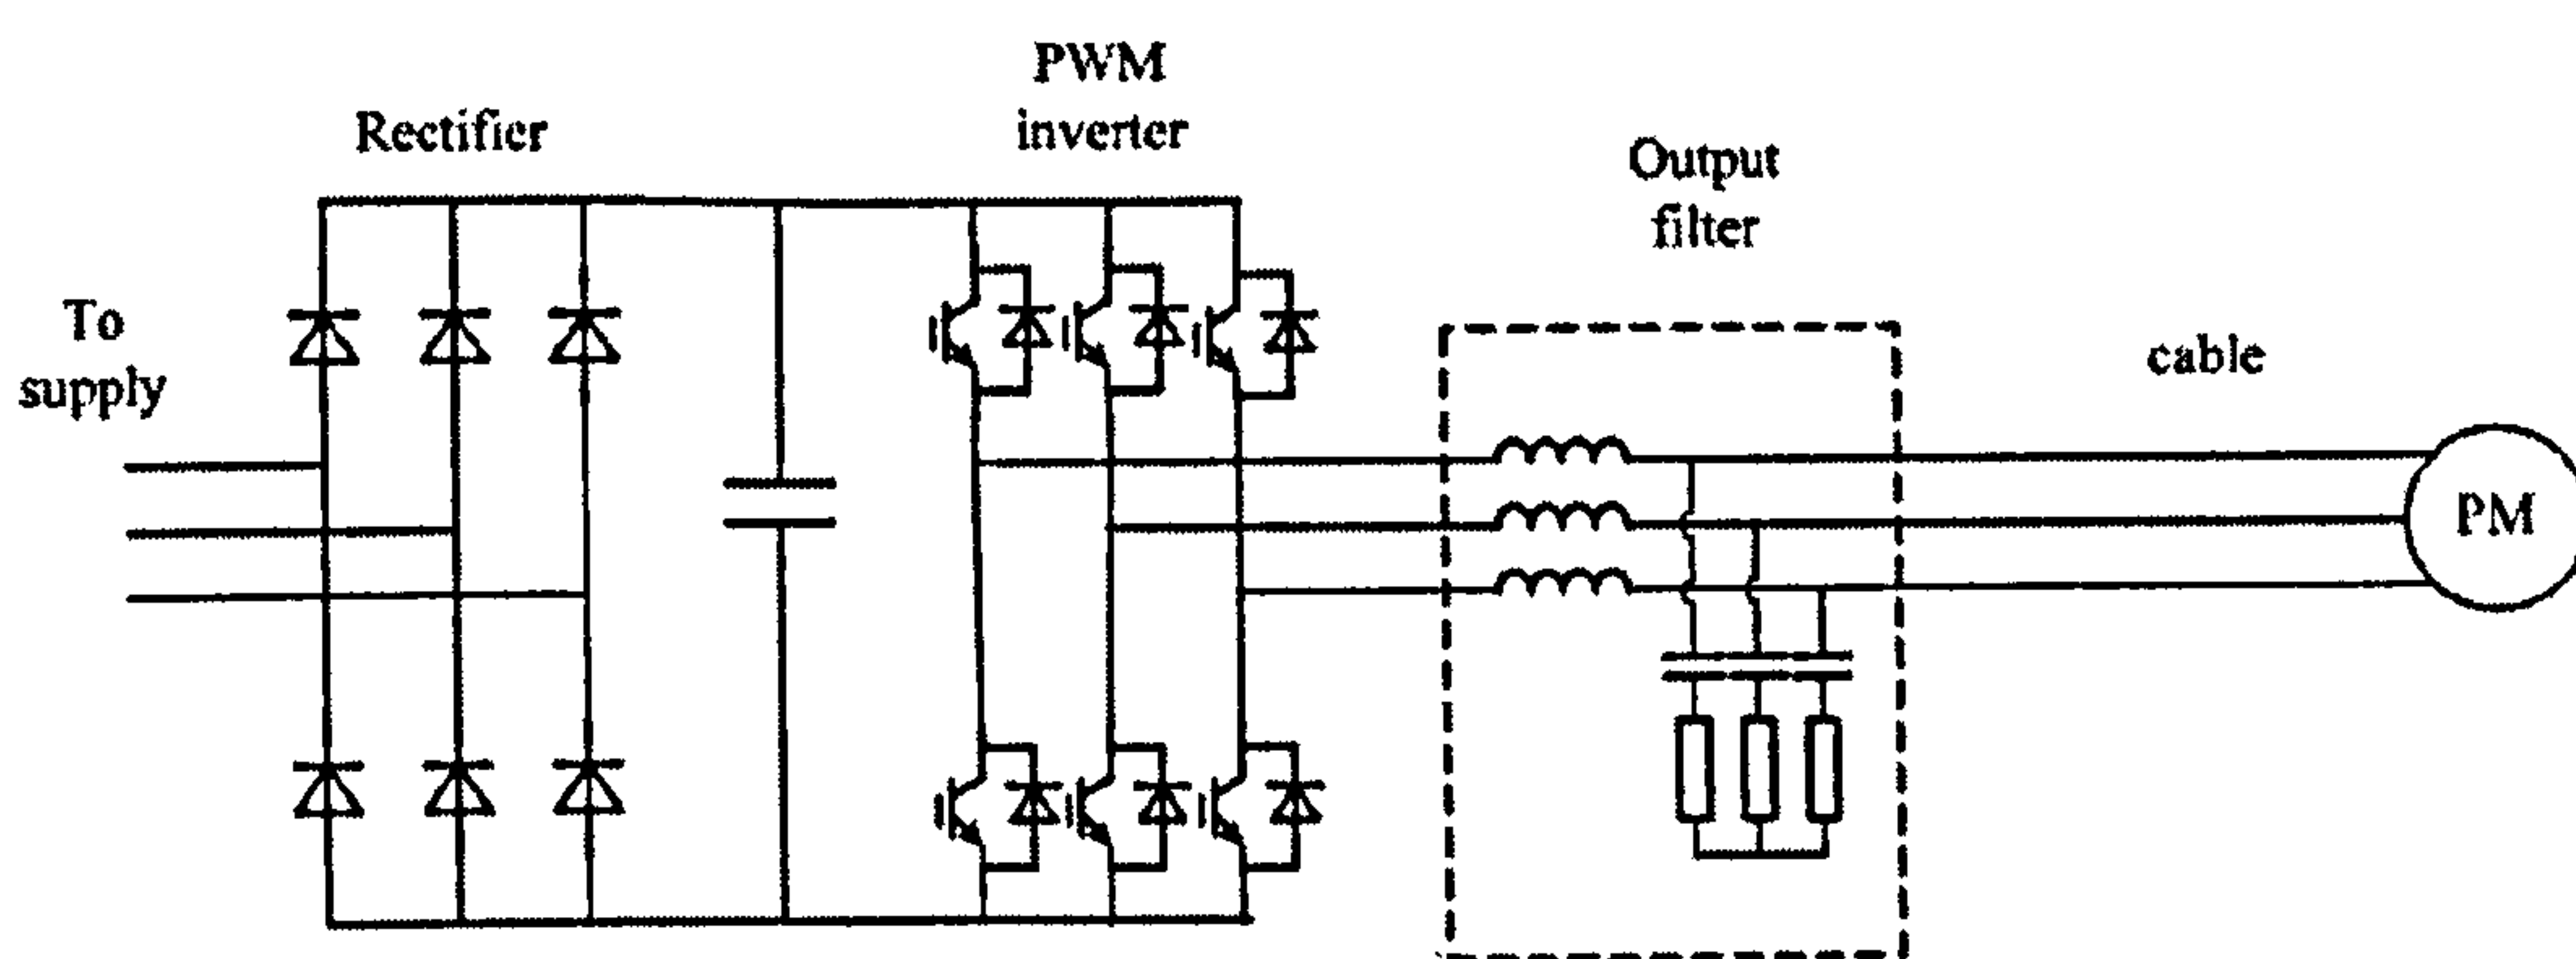 PWM
inverter
Rectifier
Output
filter
To
supply
cable
PM